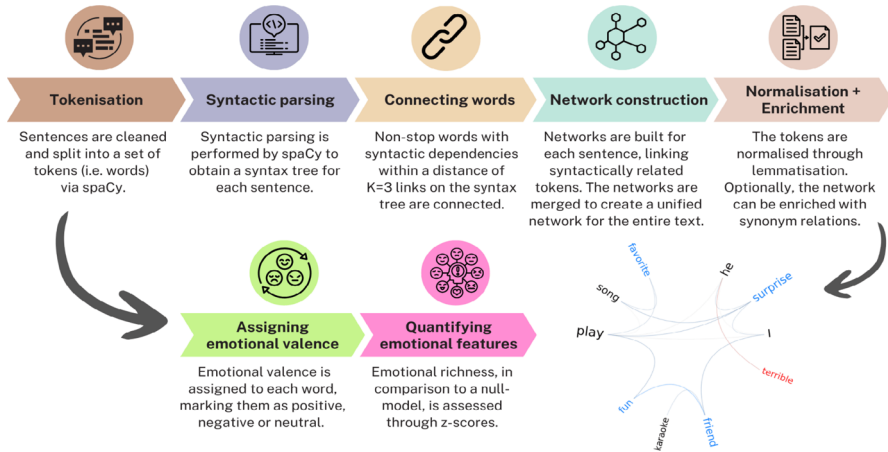 Tokenisation
Sentences are cleaned
and split into a set of
tokens (i.e. words)
via spaCy.
Syntactic parsing
Syntactic parsing is
performed by spaCy to
obtain a syntax tree for
each sentence.
Connecting words
Non-stop words with
syntactic dependencies
within a distance of
K=3 links on the syntax
tree are connected.
Network construction
Networks are built for
each sentence, linking
syntactically related
tokens. The networks are
merged to create a unified
network for the entire text.
Normalisation +
Enrichment
The tokens are
normalised through
lemmatisation.
Optionally, the network
can be enriched with
synonym relations.
Assigning
emotional valence
Emotional valence is
assigned to each word,
marking them as positive,
negative or neutral.
Quantifying
emotional features
Emotional richness, in
comparison to a null-
model, is assessed
through z-scores.
favorite
he
song
surprise
play
I
terrible
fun
karaoke
friend